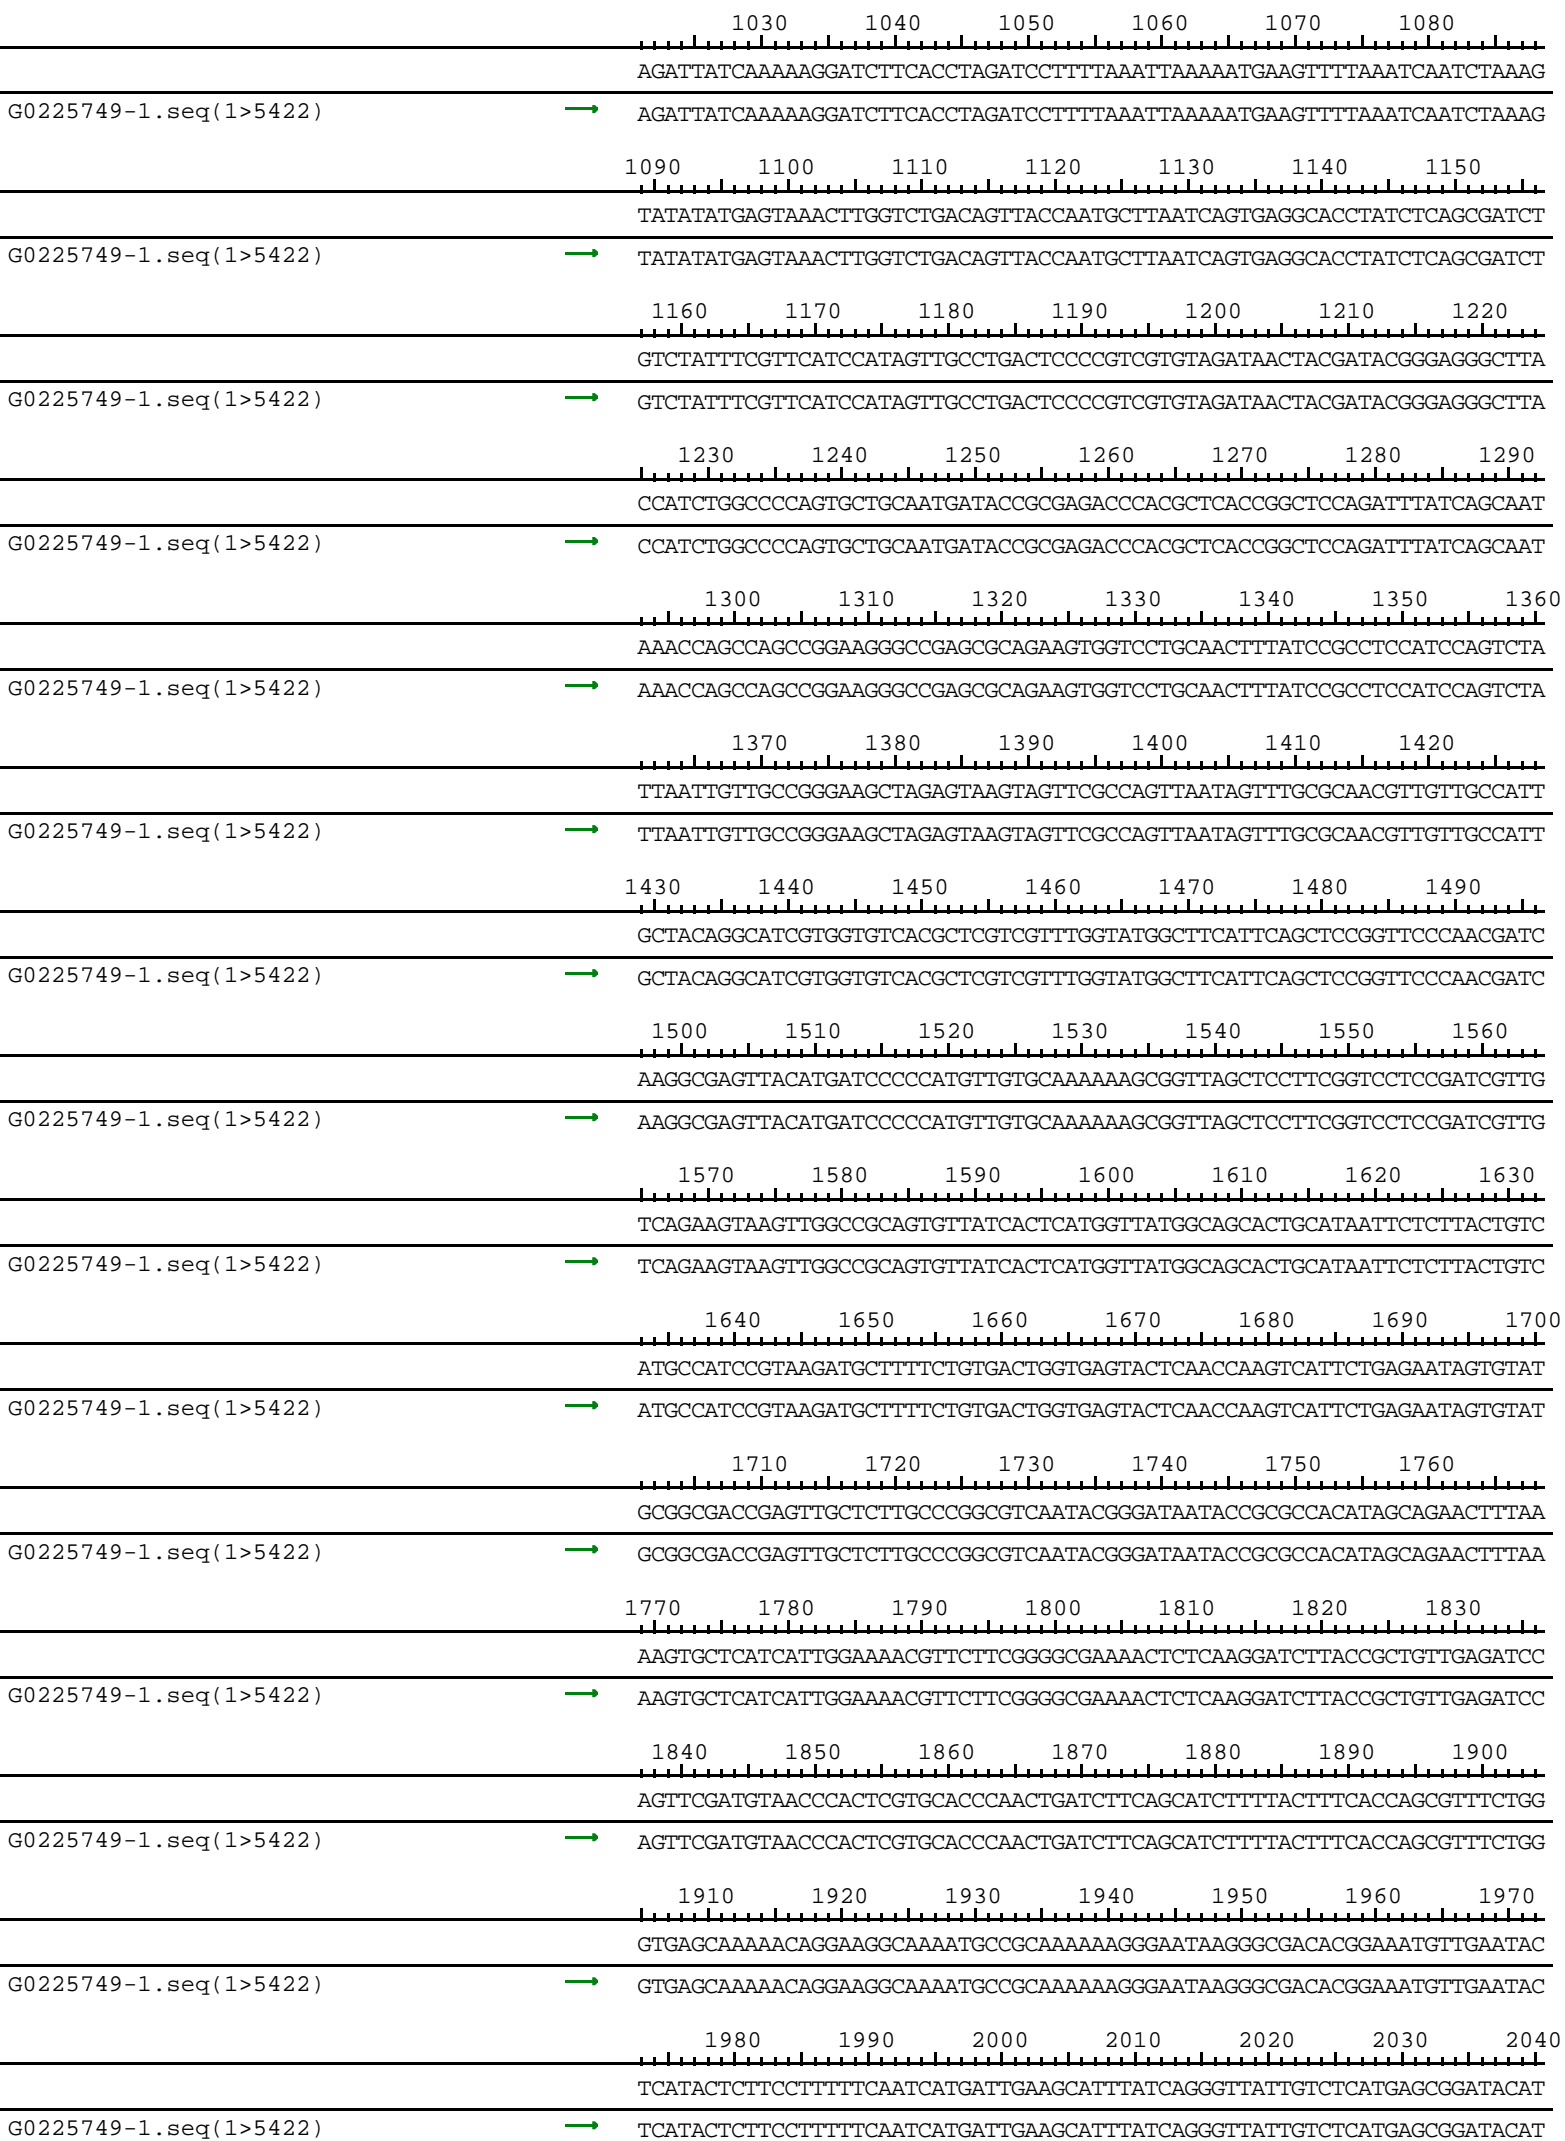 1030 1040 1050 1060 1070 1080
AGATTATCAAAAAGGATCTTCACCTAGATCCTTTTAAATTAAAAATGAAGTTTTAAATCAATCTAAAG
G0225749-1.seq(1>5422) AGATTATCAAAAAGGATCTTCACCTAGATCCTTTTAAATTAAAAATGAAGTTTTAAATCAATCTAAAG
1090 1100 1110 1120 1130 1140 1150
TATATATGAGTAAACTTGGTCTGACAGTTACCAATGCTTAATCAGTGAGGCACCTATCTCAGCGATCT
G0225749-1.seq(1>5422) TATATATGAGTAAACTTGGTCTGACAGTTACCAATGCTTAATCAGTGAGGCACCTATCTCAGCGATCT
1160 1170 1180 1190 1200 1210 1220
GTCTATTTCGTTCATCCATAGTTGCCTGACTCCCCGTCGTGTAGATAACTACGATACGGGAGGGCTTA
G0225749-1.seq(1>5422) GTCTATTTCGTTCATCCATAGTTGCCTGACTCCCCGTCGTGTAGATAACTACGATACGGGAGGGCTTA
1230 1240 1250 1260 1270 1280 1290
CCATCTGGCCCCAGTGCTGCAATGATACCGCGAGACCCACGCTCACCGGCTCCAGATTTATCAGCAAT
G0225749-1.seq(1>5422) CCATCTGGCCCCAGTGCTGCAATGATACCGCGAGACCCACGCTCACCGGCTCCAGATTTATCAGCAAT
1300 1310 1320 1330 1340 1350 1360
AAACCAGCCAGCCGGAAGGGCCGAGCGCAGAAGTGGTCCTGCAACTTTATCCGCCTCCATCCAGTCTA
G0225749-1.seq(1>5422) AAACCAGCCAGCCGGAAGGGCCGAGCGCAGAAGTGGTCCTGCAACTTTATCCGCCTCCATCCAGTCTA
1370 1380 1390 1400 1410 1420
TTAATTGTTGCCGGGAAGCTAGAGTAAGTAGTTCGCCAGTTAATAGTTTGCGCAACGTTGTTGCCATT
G0225749-1.seq(1>5422) TTAATTGTTGCCGGGAAGCTAGAGTAAGTAGTTCGCCAGTTAATAGTTTGCGCAACGTTGTTGCCATT
1430 1440 1450 1460 1470 1480 1490
GCTACAGGCATCGTGGTGTCACGCTCGTCGTTTGGTATGGCTTCATTCAGCTCCGGTTCCCAACGATC
G0225749-1.seq(1>5422) GCTACAGGCATCGTGGTGTCACGCTCGTCGTTTGGTATGGCTTCATTCAGCTCCGGTTCCCAACGATC
1500 1510 1520 1530 1540 1550 1560
AAGGCGAGTTACATGATCCCCCATGTTGTGCAAAAAAGCGGTTAGCTCCTTCGGTCCTCCGATCGTTG
G0225749-1.seq(1>5422) AAGGCGAGTTACATGATCCCCCATGTTGTGCAAAAAAGCGGTTAGCTCCTTCGGTCCTCCGATCGTTG
1570 1580 1590 1600 1610 1620 1630
TCAGAAGTAAGTTGGCCGCAGTGTTATCACTCATGGTTATGGCAGCACTGCATAATTCTCTTACTGTC
G0225749-1.seq(1>5422) TCAGAAGTAAGTTGGCCGCAGTGTTATCACTCATGGTTATGGCAGCACTGCATAATTCTCTTACTGTC
1640 1650 1660 1670 1680 1690 1700
ATGCCATCCGTAAGATGCTTTTCTGTGACTGGTGAGTACTCAACCAAGTCATTCTGAGAATAGTGTAT
G0225749-1.seq(1>5422) ATGCCATCCGTAAGATGCTTTTCTGTGACTGGTGAGTACTCAACCAAGTCATTCTGAGAATAGTGTAT
1710 1720 1730 1740 1750 1760
GCGGCGACCGAGTTGCTCTTGCCCGGCGTCAATACGGGATAATACCGCGCCACATAGCAGAACTTTAA
G0225749-1.seq(1>5422) GCGGCGACCGAGTTGCTCTTGCCCGGCGTCAATACGGGATAATACCGCGCCACATAGCAGAACTTTAA
1770 1780 1790 1800 1810 1820 1830
AAGTGCTCATCATTGGAAAACGTTCTTCGGGGCGAAAACTCTCAAGGATCTTACCGCTGTTGAGATCC
G0225749-1.seq(1>5422) AAGTGCTCATCATTGGAAAACGTTCTTCGGGGCGAAAACTCTCAAGGATCTTACCGCTGTTGAGATCC
1840 1850 1860 1870 1880 1890 1900
AGTTCGATGTAACCCACTCGTGCACCCAACTGATCTTCAGCATCTTTTACTTTCACCAGCGTTTCTGG
G0225749-1.seq(1>5422) AGTTCGATGTAACCCACTCGTGCACCCAACTGATCTTCAGCATCTTTTACTTTCACCAGCGTTTCTGG
1910 1920 1930 1940 1950 1960 1970
GTGAGCAAAAACAGGAAGGCAAAATGCCGCAAAAAAGGGAATAAGGGCGACACGGAAATGTTGAATAC
G0225749-1.seq(1>5422) GTGAGCAAAAACAGGAAGGCAAAATGCCGCAAAAAAGGGAATAAGGGCGACACGGAAATGTTGAATAC
1980 1990 2000 2010 2020 2030 2040
TCATACTCTTCCTTTTTCAATCATGATTGAAGCATTTATCAGGGTTATTGTCTCATGAGCGGATACAT
G0225749-1.seq(1>5422) TCATACTCTTCCTTTTTCAATCATGATTGAAGCATTTATCAGGGTTATTGTCTCATGAGCGGATACAT